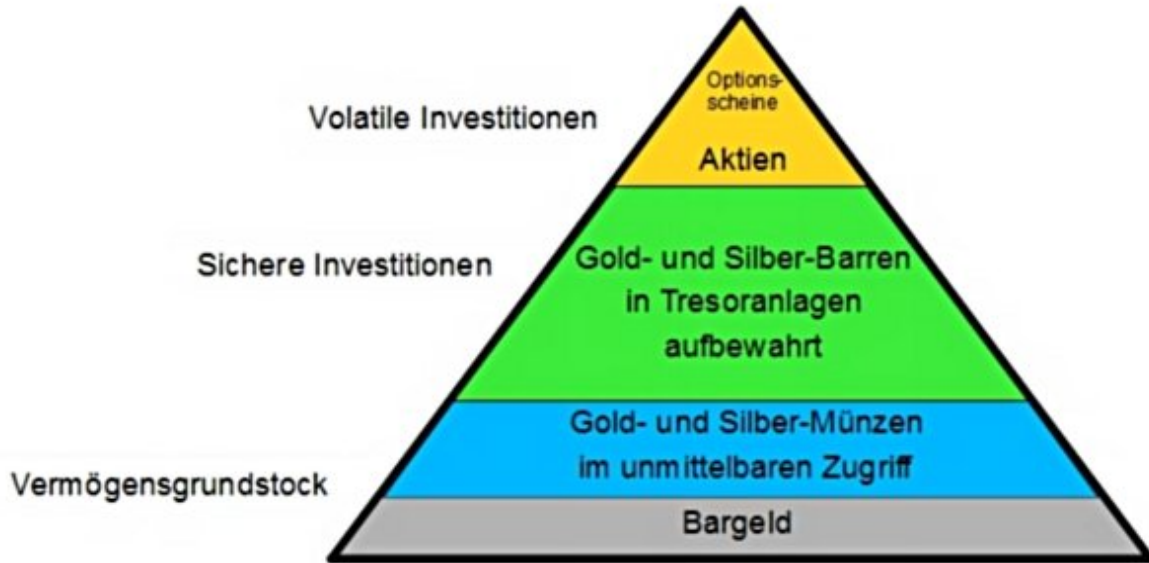 Options-
scheine
Volatile Investitionen
Aktien
Sichere Investitionen
Gold- und Silber-Barren
in Tresoranlagen
aufbewahrt
Gold- und Silber-Münzen
im unmittelbaren Zugriff
Vermögensgrundstock
Bargeld